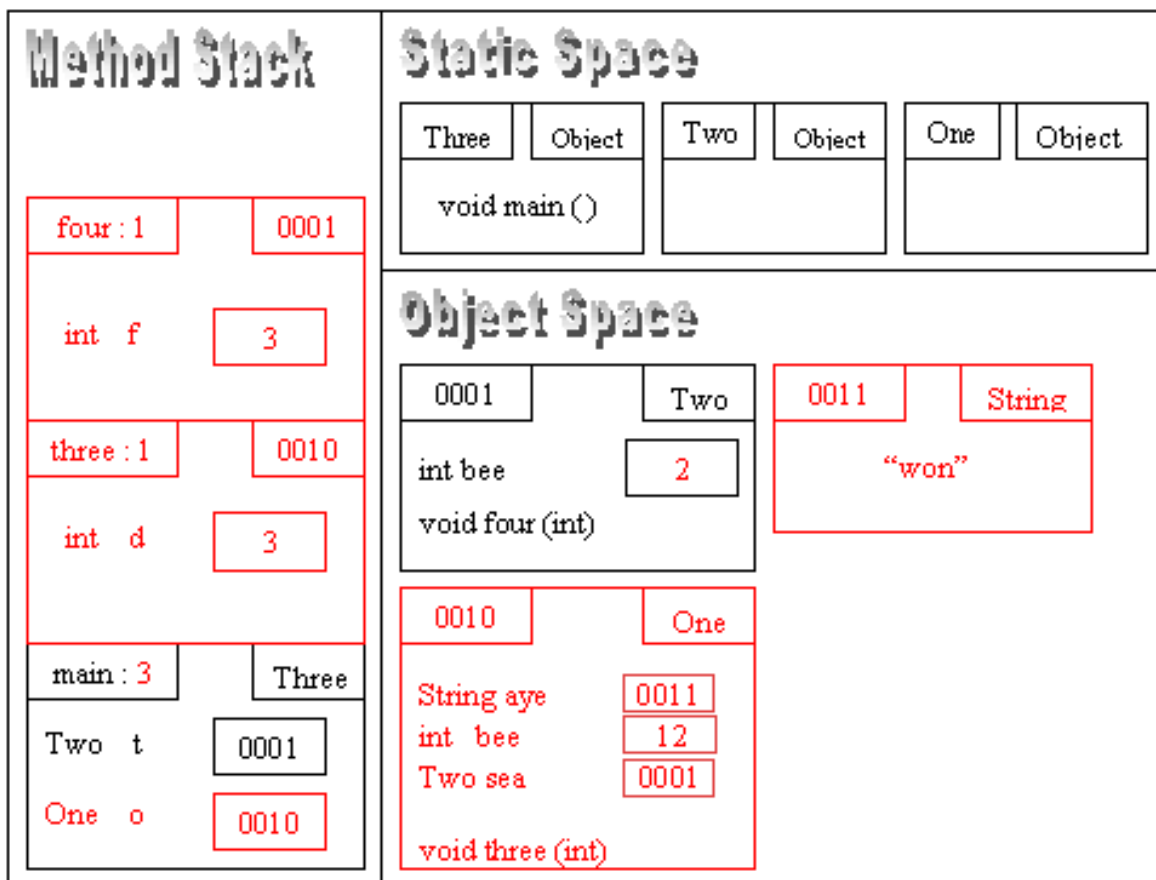 Method Stack
four : 1
0001
int f
3
three : 1
0010
int d
3
main : 3
Three
Two t
0001
One o
0010
Static Space
Three
Object
void main ()
Two
Object
One
Object
Object Space
0001
Two
int bee
2
void four (int)
0011
String
“won”
0010
One
String aye
0011
int bee
12
Two sea
0001
void three (int)